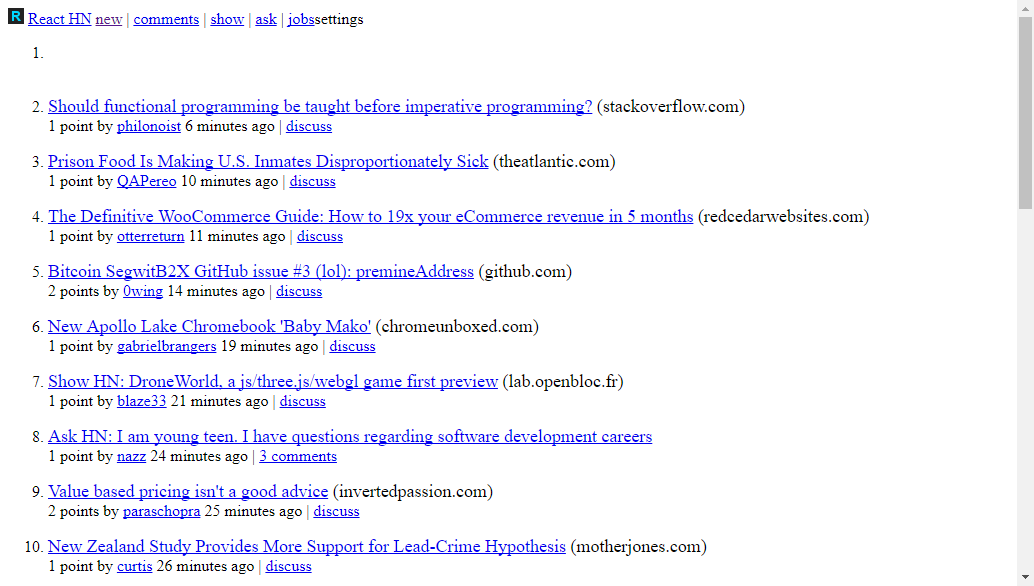 R React HN new | comments | show | ask | jobssettings
1.
2. Should functional programming be taught before imperative programming? (stackoverflow.com)
1 point by philonoist 6 minutes ago | discuss
3. Prison Food Is Making U.S. Inmates Disproportionately Sick (theatlantic.com)
1 point by QAPereo 10 minutes ago | discuss
4. The Definitive WooCommerce Guide: How to 19x your eCommerce revenue in 5 months (redcedarwebsites.com)
1 point by otterreturn 11 minutes ago | discuss
5. Bitcoin SegwitB2X GitHub issue #3 (lol): premineAddress (github.com)
2 points by 0wing 14 minutes ago | discuss
6. New Apollo Lake Chromebook 'Baby Mako' (chromeunboxed.com)
1 point by gabrielbrangers 19 minutes ago | discuss
7. Show HN: DroneWorld, a js/three.js/webgl game first preview (lab.openbloc.fr)
1 point by blaze33 21 minutes ago | discuss
8. Ask HN: I am young teen. I have questions regarding software development careers
1 point by nazz 24 minutes ago | 3 comments
9. Value based pricing isn't a good advice (invertedpassion.com)
2 points by paraschopra 25 minutes ago | discuss
10. New Zealand Study Provides More Support for Lead-Crime Hypothesis (motherjones.com)
1 point by curtis 26 minutes ago | discuss